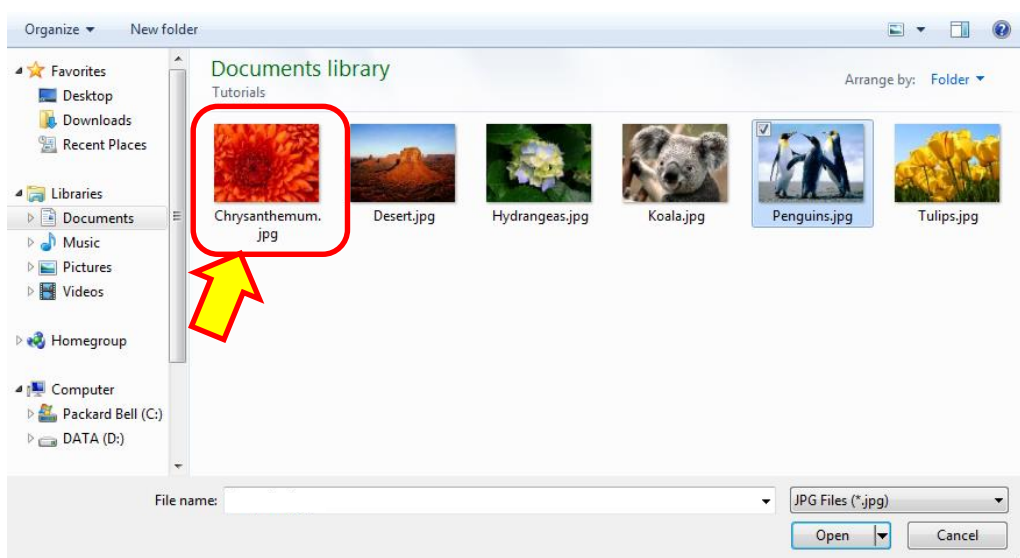 Organize New folder
Favorites
Desktop
Downloads
Recent Places
Libraries
Documents
Music
Pictures
Videos
Homegroup
Computer
Packard Bell (C:)
DATA (D:)
Documents library
Tutorials
Arrange by: Folder
Chrysanthemum.
jpg
Desert.jpg
Hydrangeas.jpg
Koala.jpg
Penguins.jpg
Tulips.jpg
File name:
JPG Files (*.jpg)
Open Cancel